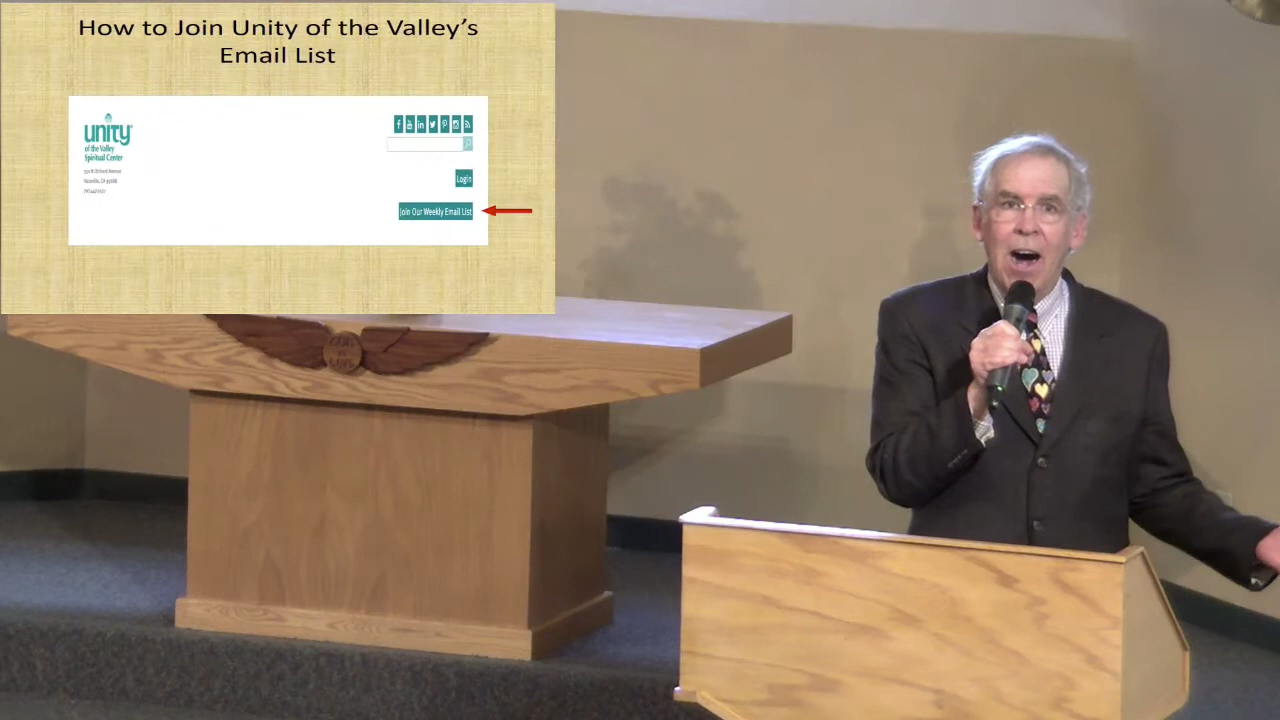 How to Join Unity of the Valley's
Email List
unity
of the Valley
Spiritual Center
Login
Join Our Weekly Email List